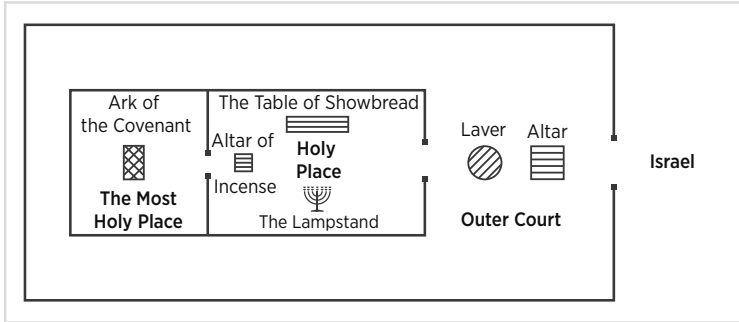 Ark of
the Covenant
The Most
Holy Place
The Table of Showbread
Altar of
Incense
Holy
Place
The Lampstand
Laver
Altar
Outer Court
Israel